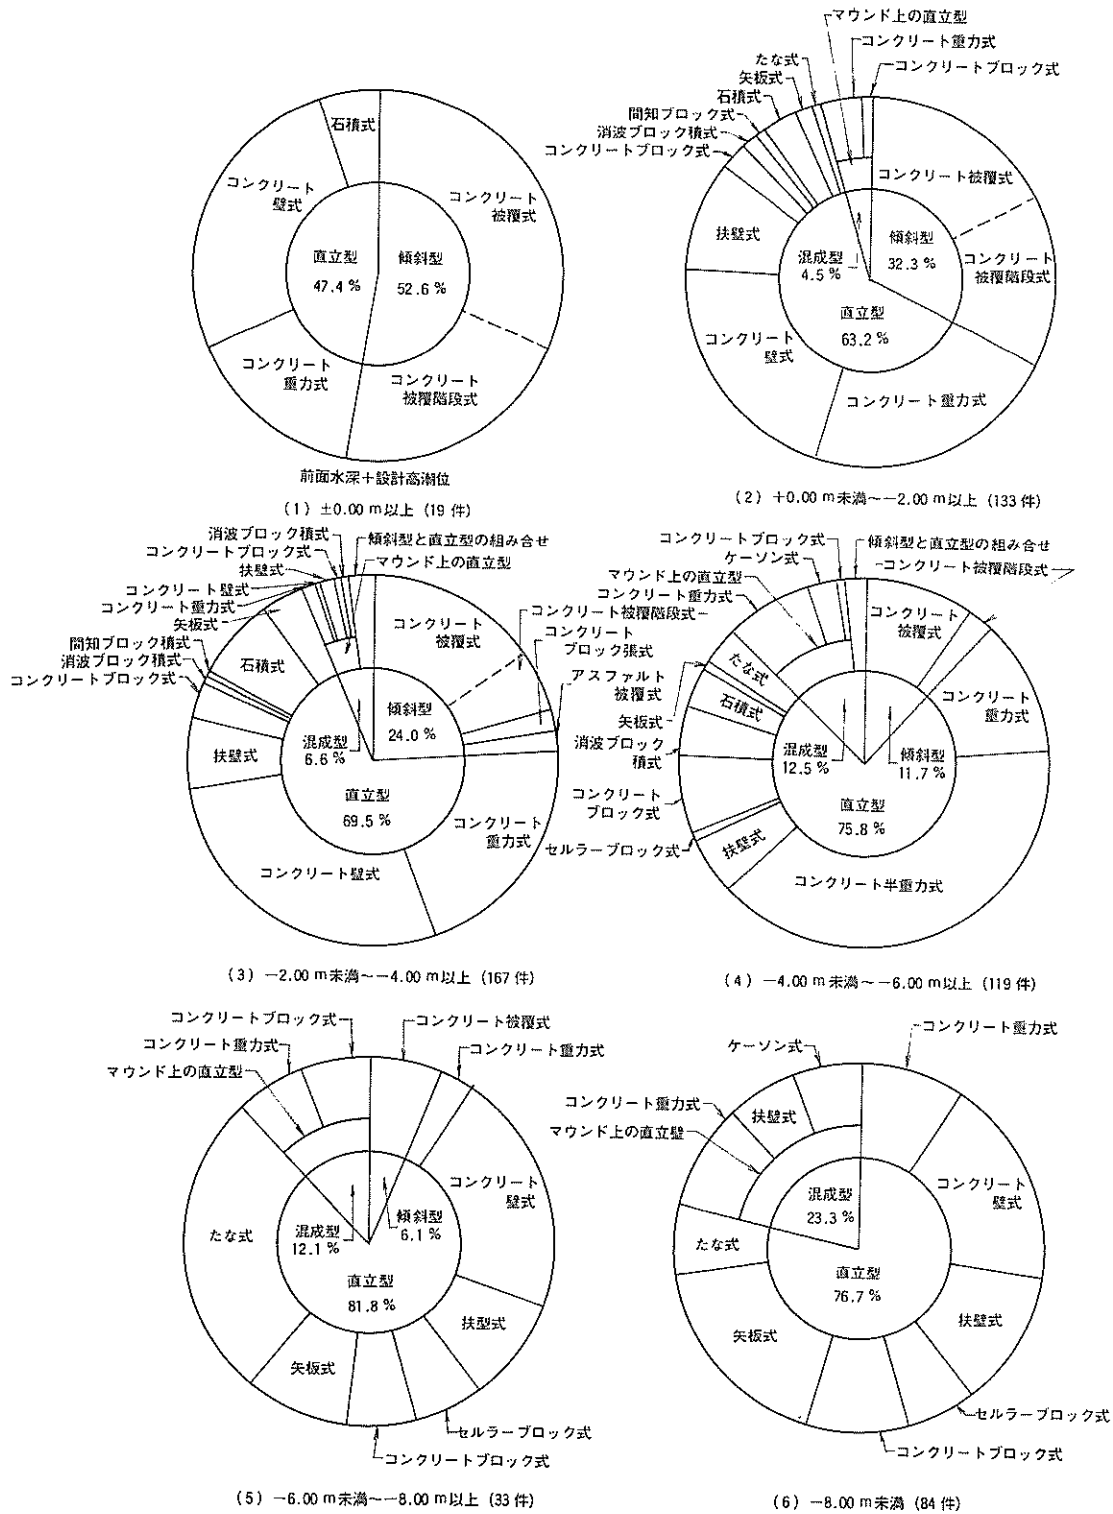 石積式
コンクリート
壁式
コンクリート
被覆式
直立型
47.4 %
傾斜型
52.6 %
コンクリート
重力式
コンクリート
被覆階段式
前面水深+設計高潮位
(1) ±0.00 m以上 (19 件)
マウンド上の直立型
コンクリート重力式
たな式
コンクリートブロック式
矢板式
石積式
間知ブロック式
消波ブロック積式
コンクリートブロック式
コンクリート被覆式
扶壁式
混成型
4.5 %
傾斜型
32.3 %
コンクリート
被覆階段式
直立型
63.2 %
コンクリート
壁式
コンクリート重力式
(2) +0.00 m未満~-2.00 m以上 (133 件)
消波ブロック積式
傾斜型と直立型の組み合せ
コンクリートブロック式
マウンド上の直立型
扶壁式
コンクリート壁式
コンクリート重力式
矢板式
コンクリート被覆階段式
コンクリート
被覆式
コンクリート
ブロック張式
間知ブロック積式
石積式
消波ブロック積式
コンクリートブロック式
アスファルト
被覆式
傾斜型
24.0 %
混成型
6.6 %
扶壁式
直立型
69.5 %
コンクリート
重力式
コンクリート壁式
(3) -2.00 m未満~-4.00 m以上 (167 件)
コンクリートブロック式
傾斜型と直立型の組み合せ
ケーソン式
コンクリート被覆階段式
マウンド上の直立型
コンクリート重力式
コンクリート
被覆式
たな式
コンクリート
重力式
矢板式
石積式
消波ブロック
積式
混成型
12.5 %
傾斜型
11.7 %
コンクリート
ブロック式
直立型
75.8 %
セルラーブロック式
扶壁式
コンクリート半重力式
(4) -4.00 m未満~-6.00 m以上 (119 件)
コンクリートブロック式
コンクリート被覆式
コンクリート重力式
コンクリート重力式
マウンド上の直立型
コンクリート
壁式
たな式
混成型
12.1 %
傾斜型
6.1 %
直立型
81.8 %
扶型式
矢板式
セルラーブロック式
コンクリートブロック式
(5) -6.00 m未満~-8.00 m以上 (33 件)
コンクリート重力式
ケーソン式
コンクリート重力式
扶壁式
マウンド上の直立壁
コンクリート
壁式
混成型
23.3 %
たな式
直立型
76.7 %
扶壁式
矢板式
セルラーブロック式
コンクリートブロック式
(6) -8.00 m未満 (84 件)